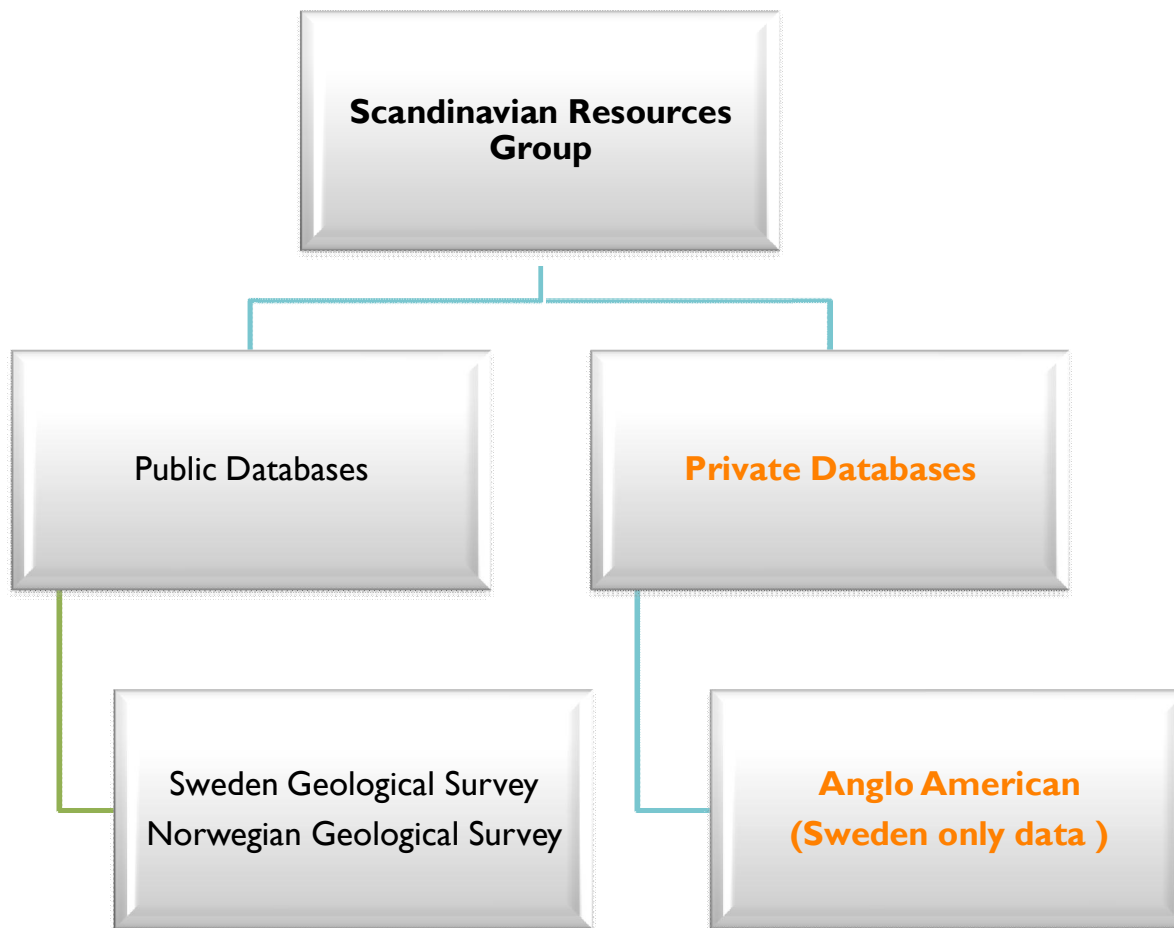 Scandinavian Resources
Group
Public Databases
Private Databases
Sweden Geological Survey
Norwegian Geological Survey
Anglo American
(Sweden only data )